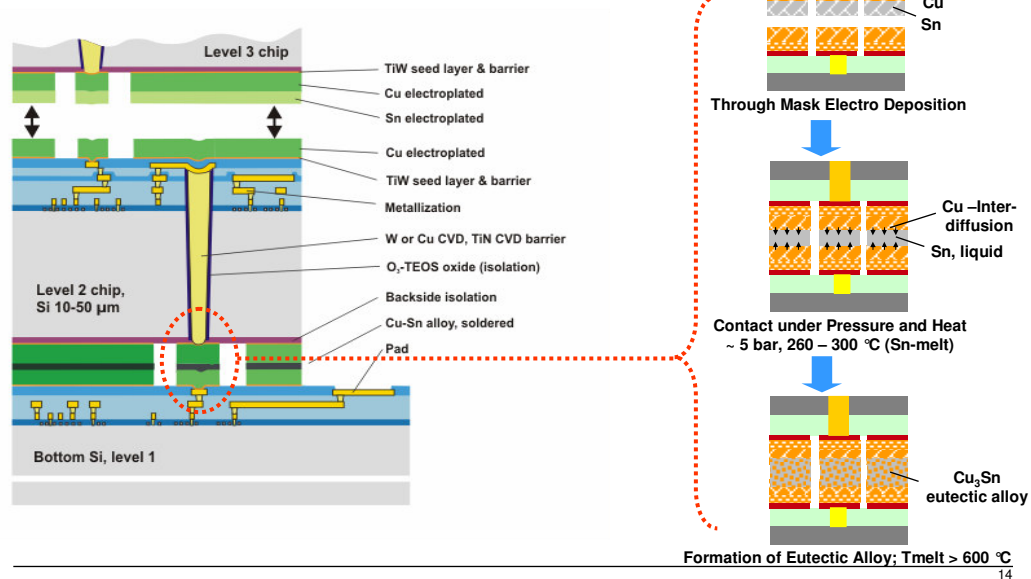 Level 3 chip
TiW seed layer & barrier
Cu electroplated
Sn electroplated
Cu electroplated
TiW seed layer & barrier
Metallization
W or Cu CVD, TiN CVD barrier
O₃-TEOS oxide (isolation)
Level 2 chip,
Si 10-50 µm
Backside isolation
Cu-Sn alloy, soldered
Pad
Bottom Si, level 1
Cu
Sn
Through Mask Electro Deposition
Cu –Inter-
diffusion
Sn, liquid
Contact under Pressure and Heat
~ 5 bar, 260 – 300 °C (Sn-melt)
Cu₃Sn
eutectic alloy
Formation of Eutectic Alloy; Tmelt > 600 °C
14